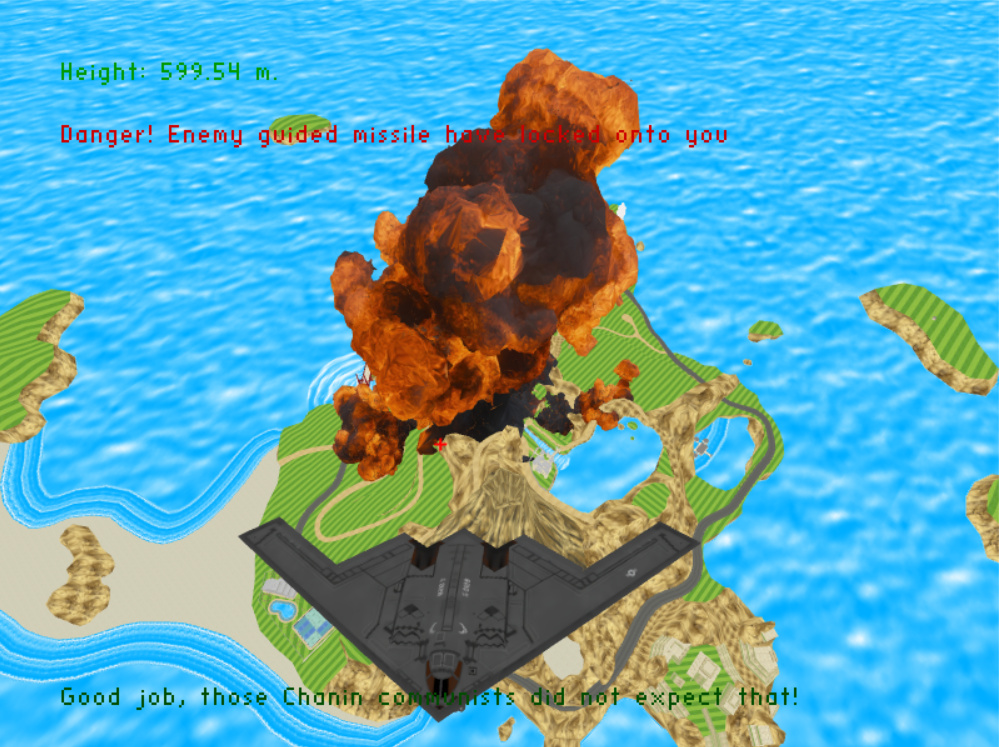 Height: 599.54 m.
Danger! Enemy guided missile have locked onto you
Good job, those Chanin communists did not expect that!